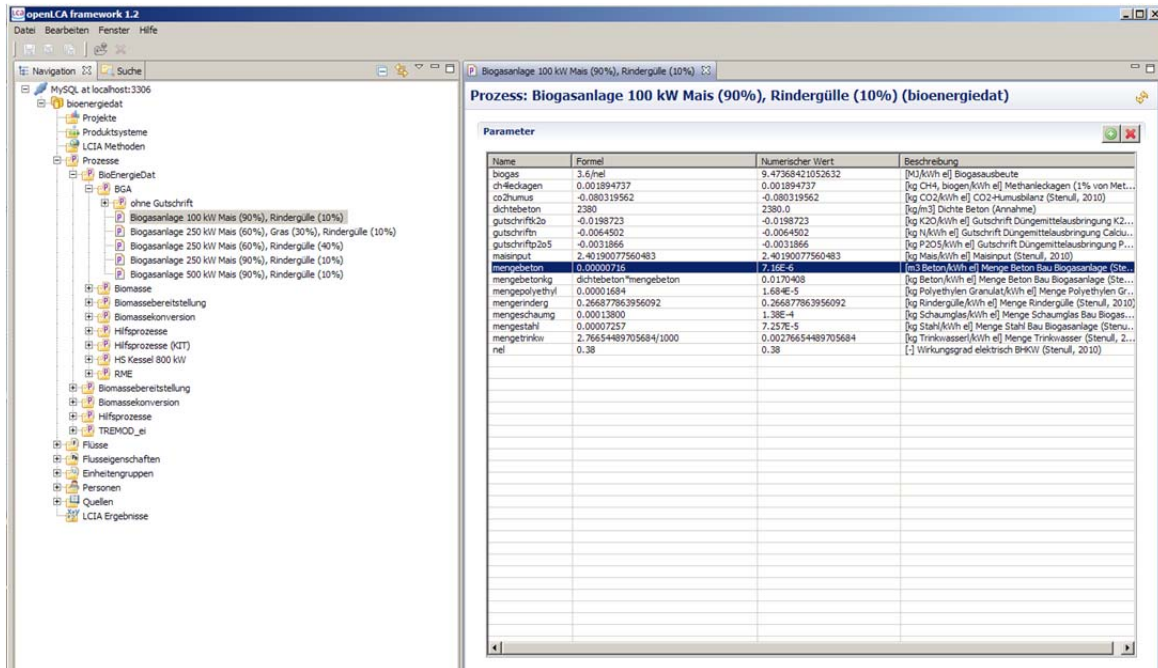 openLCA framework 1.2
Datei Bearbeiten Fenster Hilfe
Navigation Suche
MySQL at localhost:3306
bioenergiedat
Projekte
Produktsysteme
LCIA Methoden
Prozesse
BioEnergieDat
BGA
ohne Gutschrift
Biogasanlage 100 kW Mais (90%), Rindergülle (10%)
Biogasanlage 250 kW Mais (60%), Gras (30%), Rindergülle (10%)
Biogasanlage 250 kW Mais (60%), Rindergülle (40%)
Biogasanlage 250 kW Mais (90%), Rindergülle (10%)
Biogasanlage 500 kW Mais (90%), Rindergülle (10%)
Biomasse
Biomassebereitstellung
Biomassekonversion
Hilfsprozesse
Hilfsprozesse (KIT)
HS Kessel 800 kW
RME
Biomassebereitstellung
Biomassekonversion
Hilfsprozesse
TREMOD_ei
Flüsse
Flusseigenschaften
Einheitengruppen
Personen
Quellen
LCIA Ergebnisse
Biogasanlage 100 kW Mais (90%), Rindergülle (10%)
Prozess: Biogasanlage 100 kW Mais (90%), Rindergülle (10%) (bioenergiedat)
Parameter
Name Formel Numerischer Wert Beschreibung
biogas 3.6/nel 9.47368421052632 [MJ/kWh el] Biogasausbeute
ch4leckagen 0.001894737 0.001894737 [kg CH4, biogen/kWh el] Methanleckagen (1% von Met...
co2humus -0.080319562 -0.080319562 [kg CO2/kWh el] CO2-Humusbilanz (Stenull, 2010)
dichtebeton 2380 2380.0 [kg/m3] Dichte Beton (Annahme)
gutschriftk2o -0.0198723 -0.0198723 [kg K2O/kWh el] Gutschrift Düngemittelausbringung K2...
gutschriftn -0.0064502 -0.0064502 [kg N/kWh el] Gutschrift Düngemittelausbringung Calciu...
gutschriftp2o5 -0.0031866 -0.0031866 [kg P2O5/kWh el] Gutschrift Düngemittelausbringung P...
maisinput 2.40190077560483 2.40190077560483 [kg Mais/kWh el] Maisinput (Stenull, 2010)
mengebeton 0.00000716 7.16E-6 [m3 Beton/kWh el] Menge Beton Bau Biogasanlage (Ste...
mengebetonkg dichtebeton*mengebeton 0.0170408 [kg Beton/kWh el] Menge Beton Bau Biogasanlage (Ste...
mengepolyethyl 0.00001684 1.684E-5 [kg Polyethylen Granulat/kWh el] Menge Polyethylen Gr...
mengerinderg 0.266877863956092 0.266877863956092 [kg Rindergülle/kWh el] Menge Rindergülle (Stenull, 2010)
mengeschaumg 0.00013800 1.38E-4 [kg Schaumglas/kWh el] Menge Schaumglas Bau Biogas...
mengestahl 0.00007257 7.257E-5 [kg Stahl/kWh el] Menge Stahl Bau Biogasanlage (Stenu...
mengetrinkw 2.76654489705684/1000 0.00276654489705684 [kg Trinkwasserl/kWh el] Menge Trinkwasser (Stenull, 2...
nel 0.38 0.38 [-] Wirkungsgrad elektrisch BHKW (Stenull, 2010)